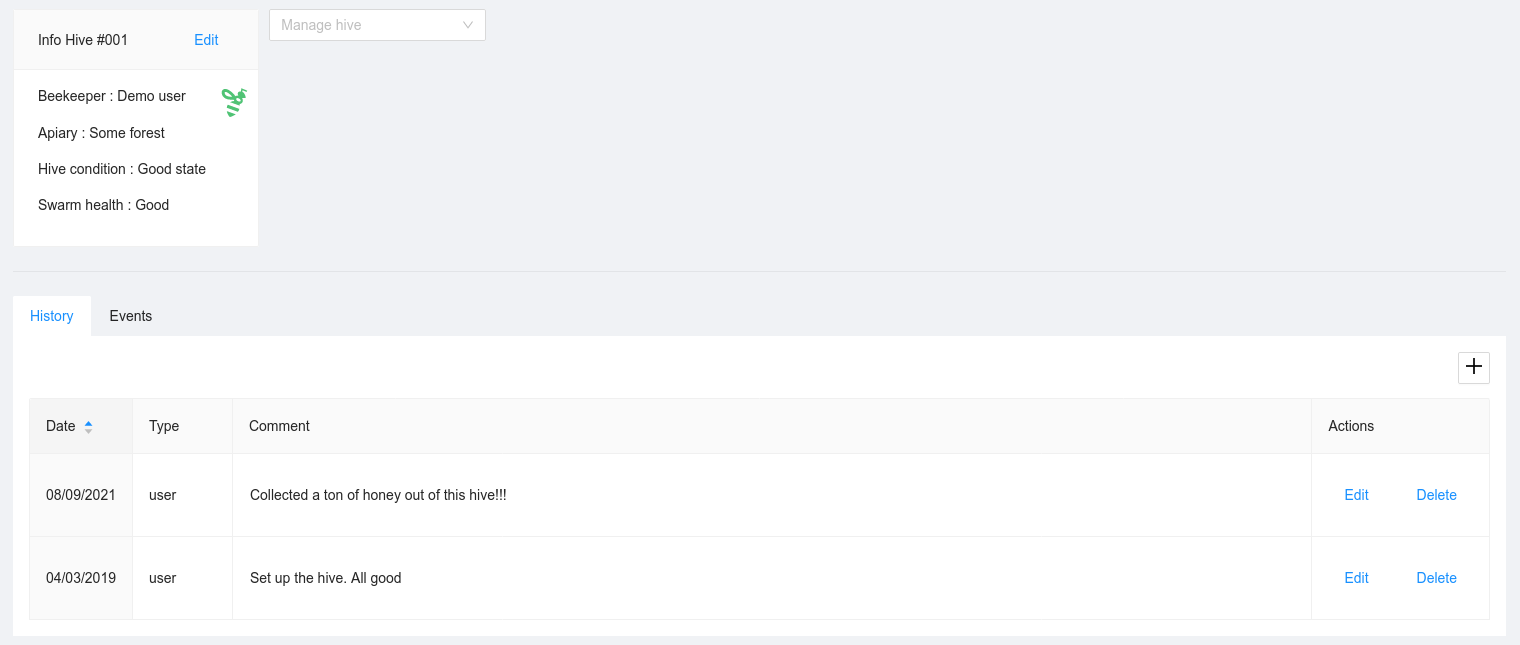 Info Hive #001 Edit
Manage hive
Beekeeper : Demo user
Apiary : Some forest
Hive condition : Good state
Swarm health : Good
History Events
Date Type Comment Actions
08/09/2021 user Collected a ton of honey out of this hive!!! Edit Delete
04/03/2019 user Set up the hive. All good Edit Delete